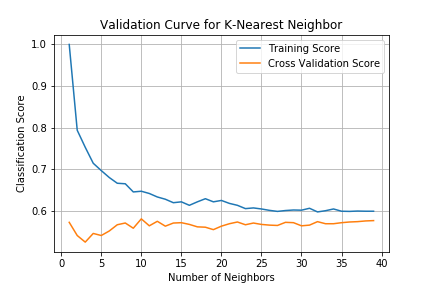 Validation Curve for K-Nearest Neighbor
Training Score
Cross Validation Score
Classification Score
1.0
0.9
0.8
0.7
0.6
0 5 10 15 20 25 30 35 40
Number of Neighbors